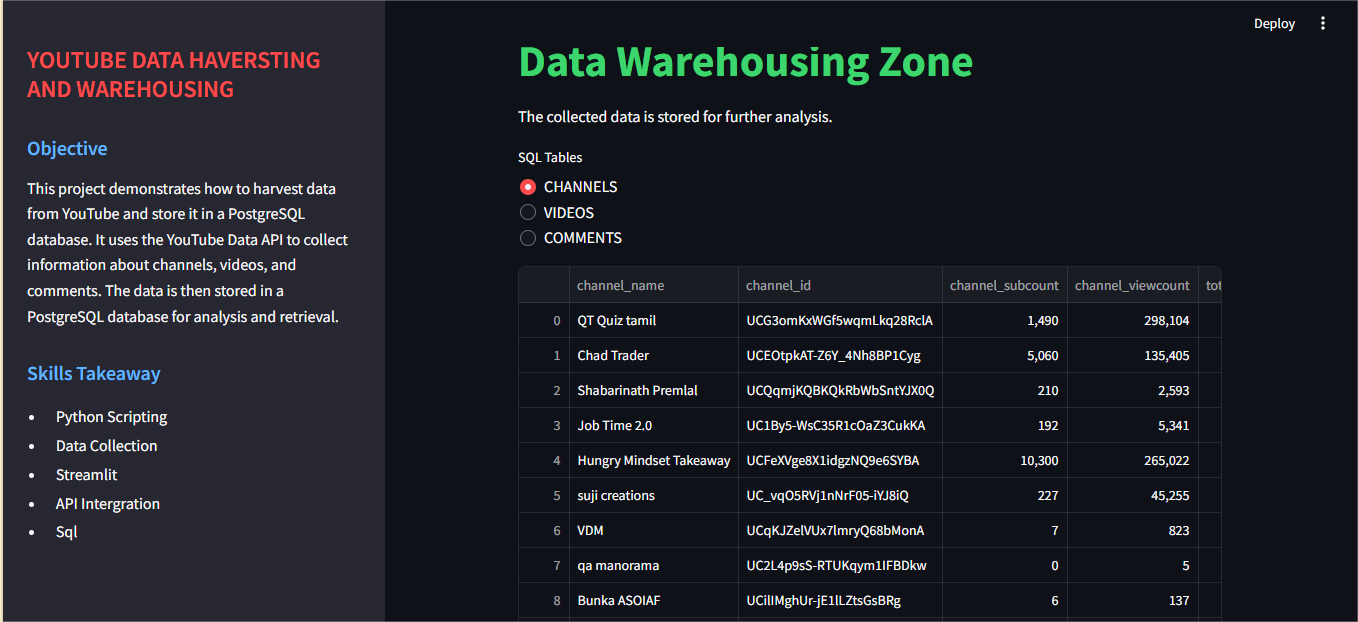 YOUTUBE DATA HAVERSTING
AND WAREHOUSING
Objective
This project demonstrates how to harvest data
from YouTube and store it in a PostgreSQL
database. It uses the YouTube Data API to collect
information about channels, videos, and
comments. The data is then stored in a
PostgreSQL database for analysis and retrieval.
Skills Takeaway
• Python Scripting
• Data Collection
• Streamlit
• API Intergration
• Sql
Deploy
Data Warehousing Zone
The collected data is stored for further analysis.
SQL Tables
CHANNELS
VIDEOS
COMMENTS
channel_name channel_id channel_subcount channel_viewcount tot
0 QT Quiz tamil UCG3omKxWGf5wqmLkq28RclA 1,490 298,104
1 Chad Trader UCEOtpkAT-Z6Y_4Nh8BP1Cyg 5,060 135,405
2 Shabarinath Premlal UCQqmjKQBKQkRbWbSntYJX0Q 210 2,593
3 Job Time 2.0 UC1By5-WsC35R1cOaZ3CukKA 192 5,341
4 Hungry Mindset Takeaway UCFeXVge8X1idgzNQ9e6SYBA 10,300 265,022
5 suji creations UC_vqO5RVj1nNrF05-iYJ8iQ 227 45,255
6 VDM UCqKJZelVUx7lmryQ68bMonA 7 823
7 qa manorama UC2L4p9sS-RTUKqym1IFBDkw 0 5
8 Bunka ASOIAF UCilIMghUr-jE1lLZtsGsBRg 6 137